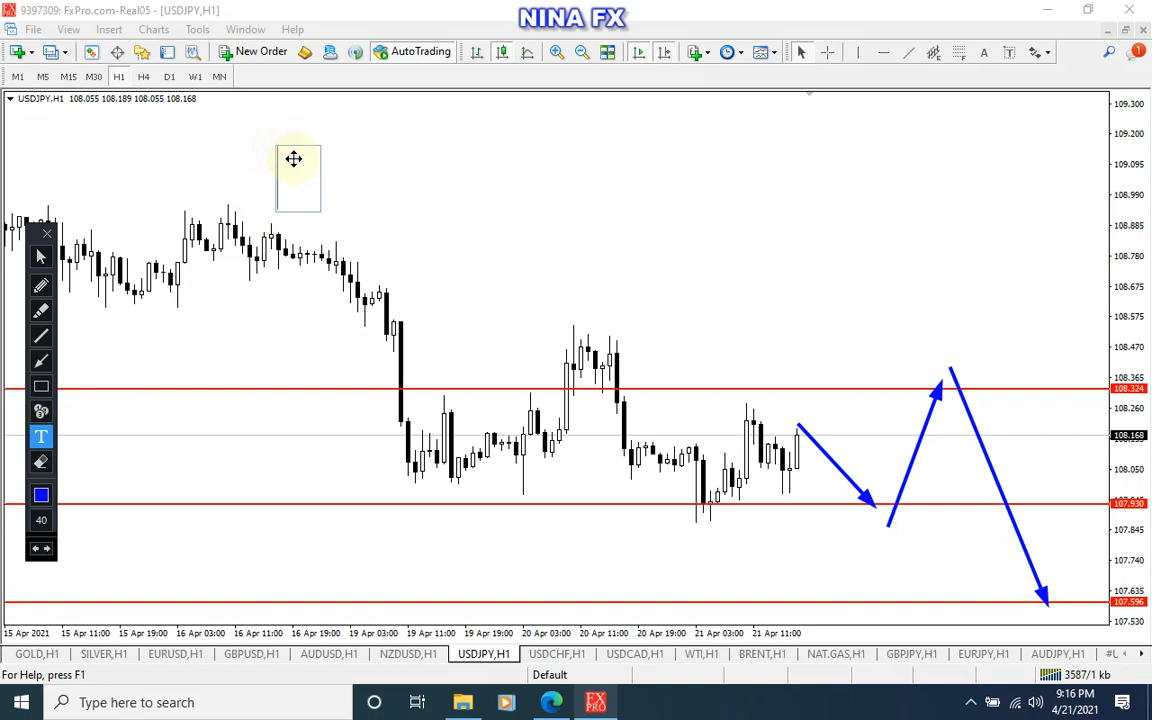 9397309: FxPro.com-Real05 - [USDJPY,H1]
NINA FX
File View Insert Charts Tools Window Help
New Order AutoTrading A T 1
M1 M5 M15 M30 H1 H4 D1 W1 MN
USDJPY,H1 108.055 108.189 108.055 108.168
109.300
109.200
109.095
108.990
108.885
108.780
108.675
108.575
108.470
108.365
108.324
108.260
108.168
108.050
107.930
107.845
107.740
107.635
107.596
107.530
T
40
15 Apr 2021 15 Apr 11:00 15 Apr 19:00 16 Apr 03:00 16 Apr 11:00 16 Apr 19:00 19 Apr 03:00 19 Apr 11:00 19 Apr 19:00 20 Apr 03:00 20 Apr 11:00 20 Apr 19:00 21 Apr 03:00 21 Apr 11:00
GOLD,H1 SILVER,H1 EURUSD,H1 GBPUSD,H1 AUDUSD,H1 NZDUSD,H1 USDJPY,H1 USDCHF,H1 USDCAD,H1 WTI,H1 BRENT,H1 NAT.GAS,H1 GBPJPY,H1 EURJPY,H1 AUDJPY,H1
For Help, press F1 Default 3587/1 kb
Type here to search FX PRO 9:16 PM
4/21/2021